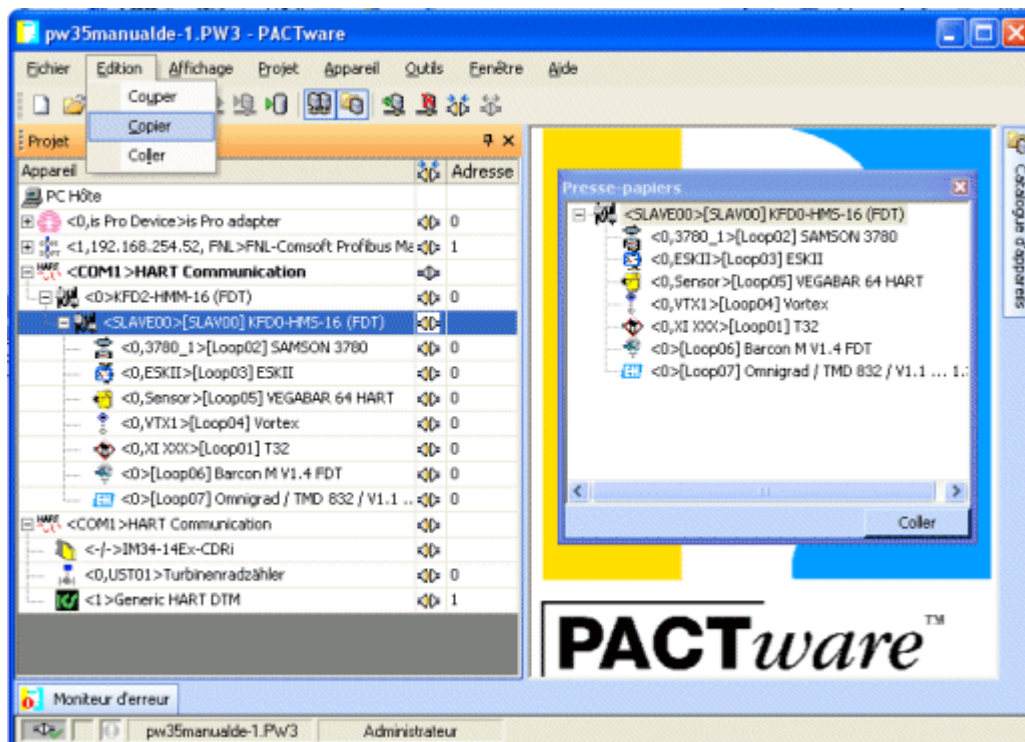 pw35manualde-1.PW3 - PACTware
Fichier Edition Affichage Projet Appareil Outils Fenêtre Aide
Couper
Copier
Coller
Projet
Appareil Adresse
PC Hôte
<0,is Pro Device>is Pro adapter 0
<1,192.168.254.52, FNL>FNL-Comsoft Profibus Ma 1
<COM1>HART Communication
<0>KFD2-HMM-16 (FDT) 0
<SLAVE00>[SLAV00] KFD0-HMS-16 (FDT)
<0,3780_1>[Loop02] SAMSON 3780 0
<0,ESKII>[Loop03] ESKII 0
<0,Sensor>[Loop05] VEGABAR 64 HART 0
<0,VTX1>[Loop04] Vortex 0
<0,XI XXX>[Loop01] T32 0
<0>[Loop06] Barcon M V1.4 FDT 0
<0>[Loop07] Omnigrad / TMD 832 / V1.1 .. 0
<COM1>HART Communication
<-/->IM34-14Ex-CDRi
<0,UST01>Turbinenradzähler 0
<1>Generic HART DTM 1
Presse-papiers
<SLAVE00>[SLAV00] KFD0-HMS-16 (FDT)
<0,3780_1>[Loop02] SAMSON 3780
<0,ESKII>[Loop03] ESKII
<0,Sensor>[Loop05] VEGABAR 64 HART
<0,VTX1>[Loop04] Vortex
<0,XI XXX>[Loop01] T32
<0>[Loop06] Barcon M V1.4 FDT
<0>[Loop07] Omnigrad / TMD 832 / V1.1 ... 1.
Coller
Catalogue d'appareils
PACTware™
Moniteur d'erreur
pw35manualde-1.PW3 Administrateur